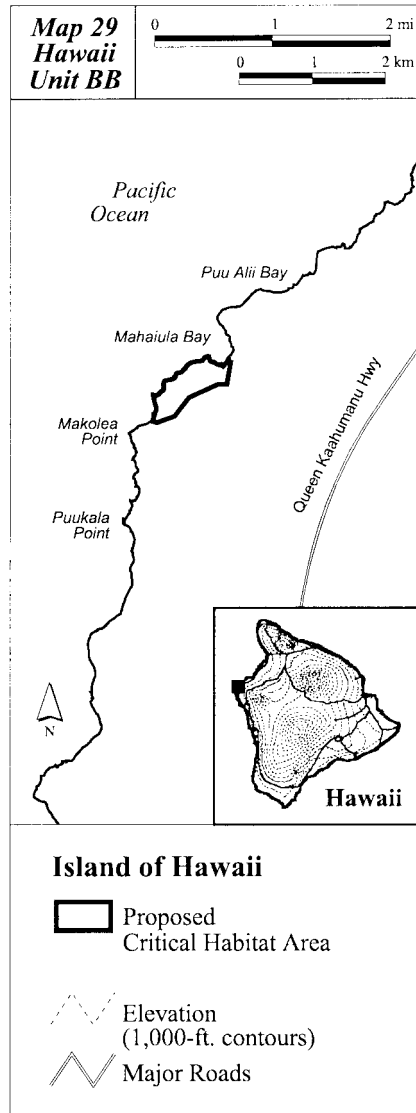 Map 29
Hawaii
Unit BB
0 1 2 mi
0 1 2 km
Pacific
Ocean
Puu Alii Bay
Mahaiula Bay
Makolea
Point
Queen Kaahumanu Hwy
Puukala
Point
N
Hawaii
Island of Hawaii
Proposed
Critical Habitat Area
Elevation
(1,000-ft. contours)
Major Roads